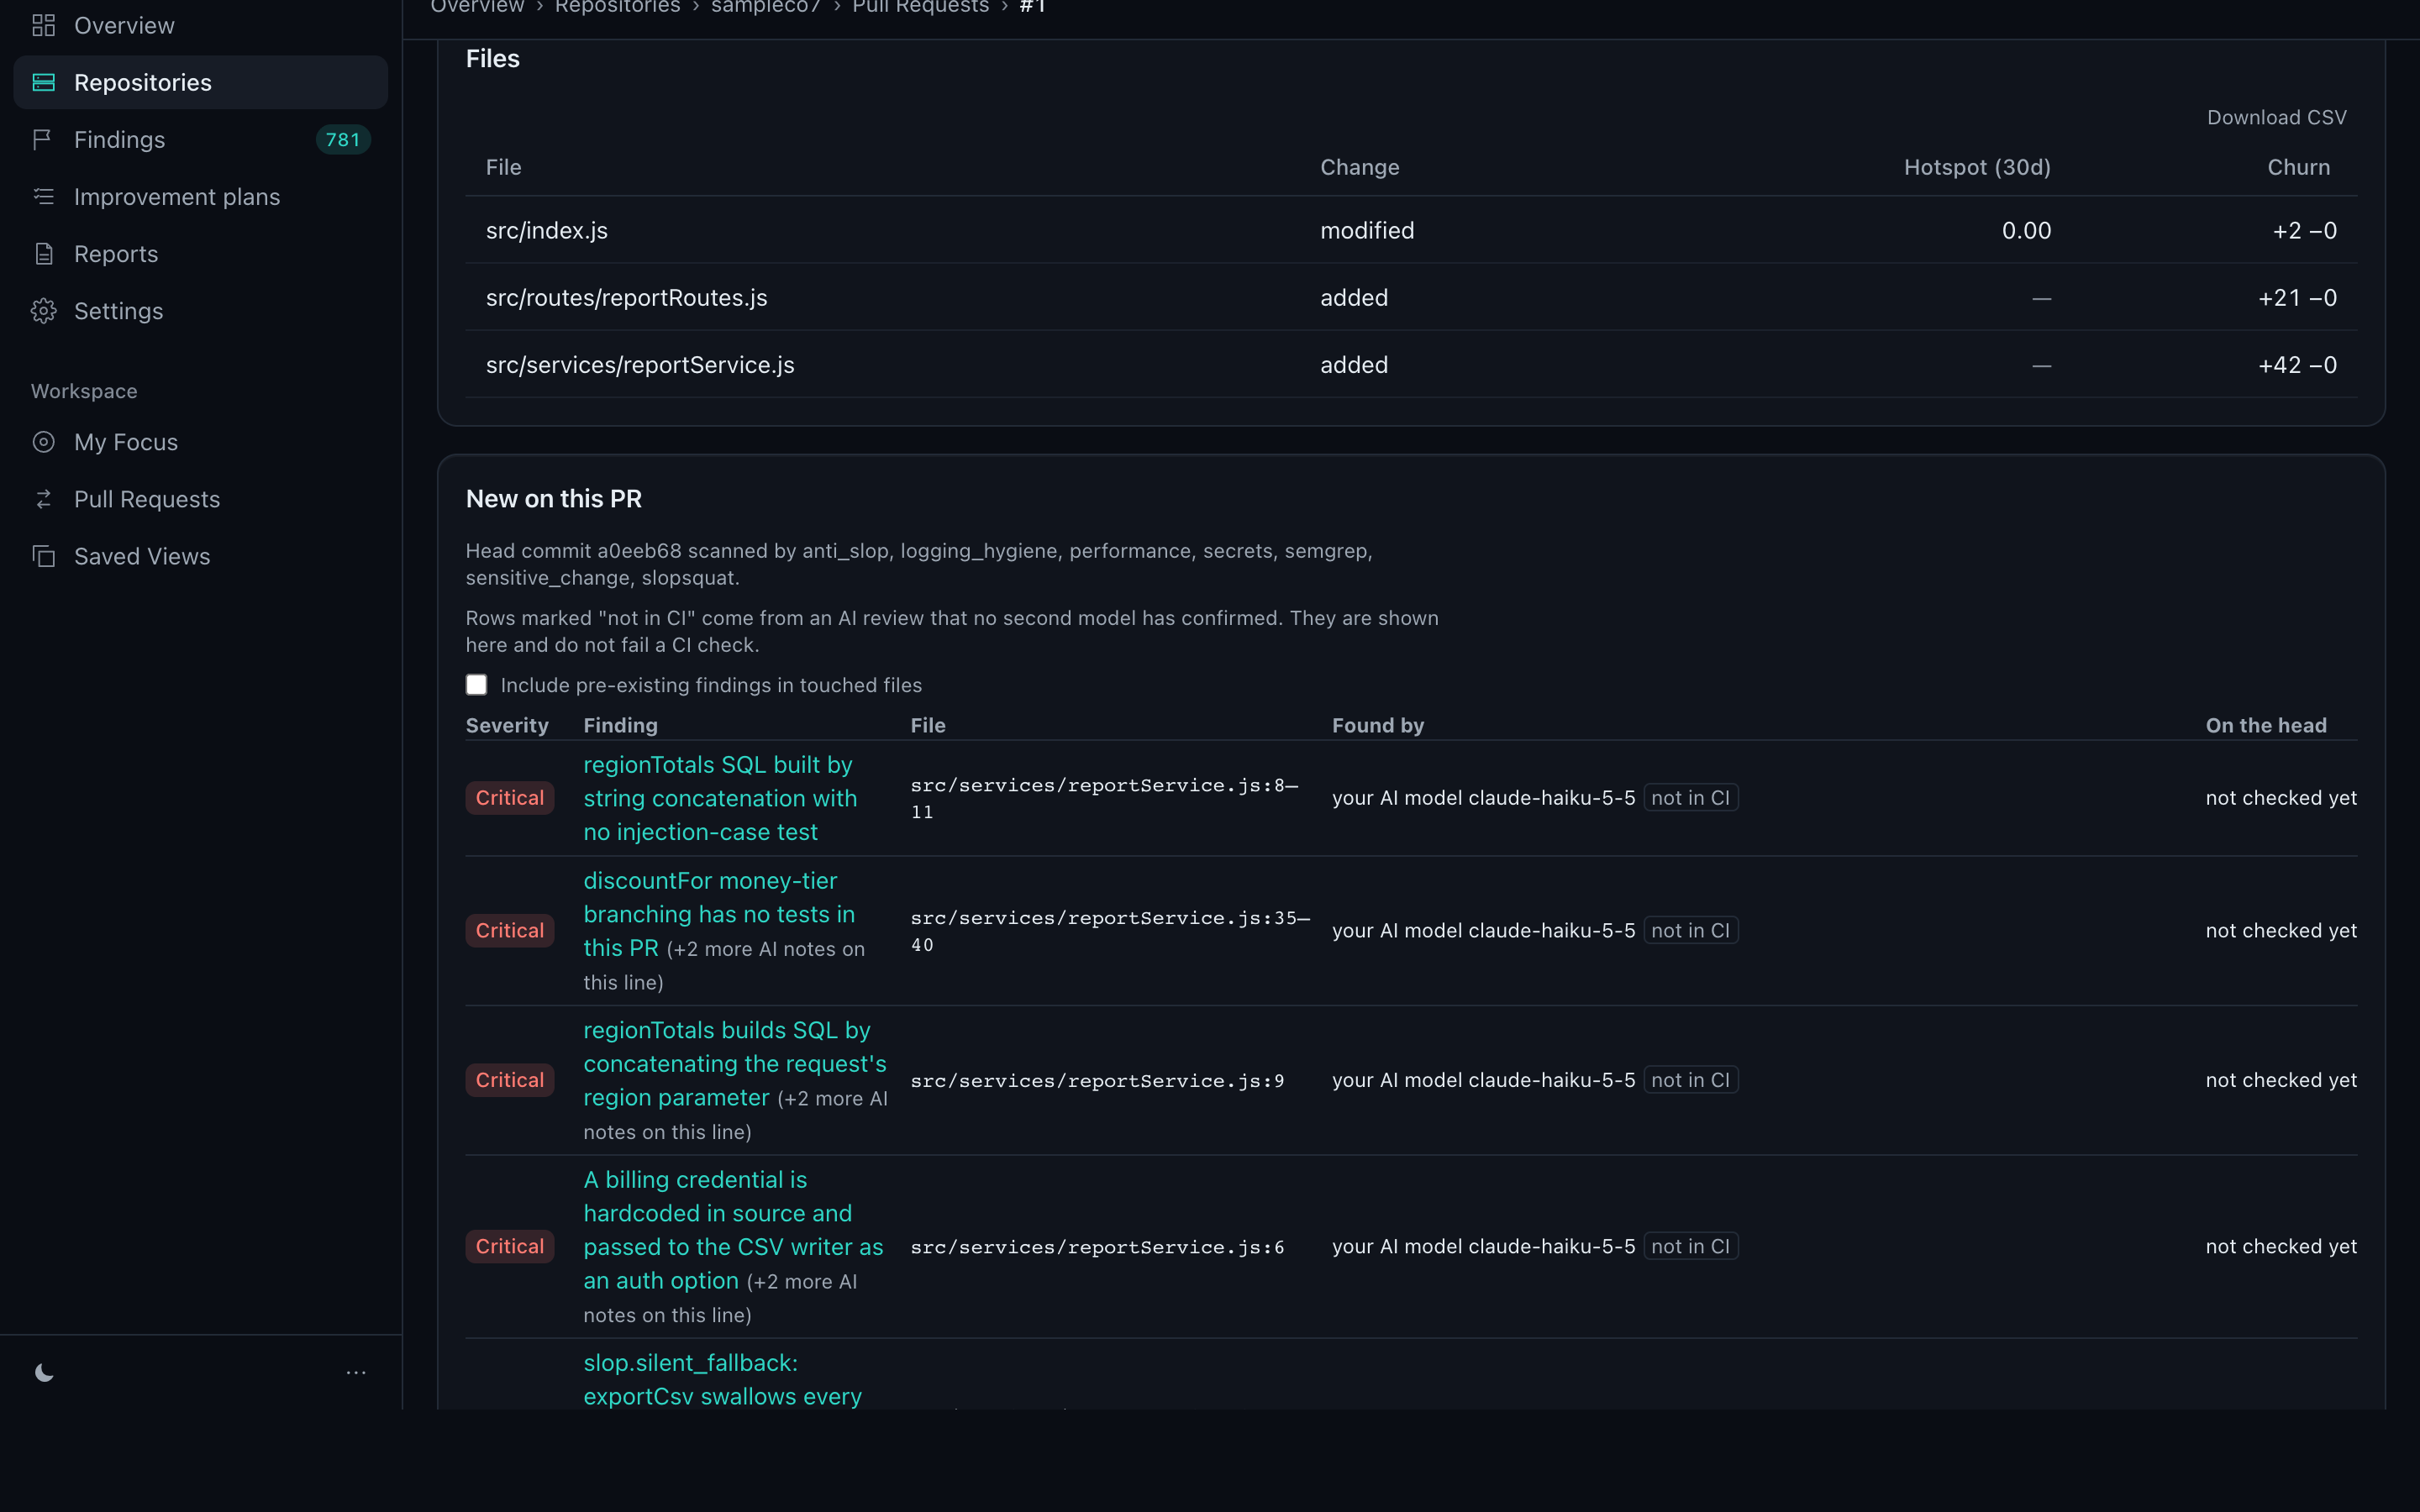 Overview › Repositories › sampleco7 › Pull Requests › #1
Overview
Repositories
Findings 781
Improvement plans
Reports
Settings
Workspace
My Focus
Pull Requests
Saved Views
...
Files
Download CSV
File Change Hotspot (30d) Churn
src/index.js modified 0.00 +2 −0
src/routes/reportRoutes.js added — +21 −0
src/services/reportService.js added — +42 −0
New on this PR
Head commit a0eeb68 scanned by anti_slop, logging_hygiene, performance, secrets, semgrep,
sensitive_change, slopsquat.
Rows marked "not in CI" come from an AI review that no second model has confirmed. They are shown
here and do not fail a CI check.
Include pre-existing findings in touched files
Severity Finding File Found by On the head
Critical
regionTotals SQL built by
string concatenation with
no injection-case test
src/services/reportService.js:8–
11
your AI model claude-haiku-5-5 not in CI
not checked yet
Critical
discountFor money-tier
branching has no tests in
this PR (+2 more AI notes on
this line)
src/services/reportService.js:35–
40
your AI model claude-haiku-5-5 not in CI
not checked yet
Critical
regionTotals builds SQL by
concatenating the request's
region parameter (+2 more AI
notes on this line)
src/services/reportService.js:9
your AI model claude-haiku-5-5 not in CI
not checked yet
Critical
A billing credential is
hardcoded in source and
passed to the CSV writer as
an auth option (+2 more AI
notes on this line)
src/services/reportService.js:6
your AI model claude-haiku-5-5 not in CI
not checked yet
slop.silent_fallback:
exportCsv swallows every